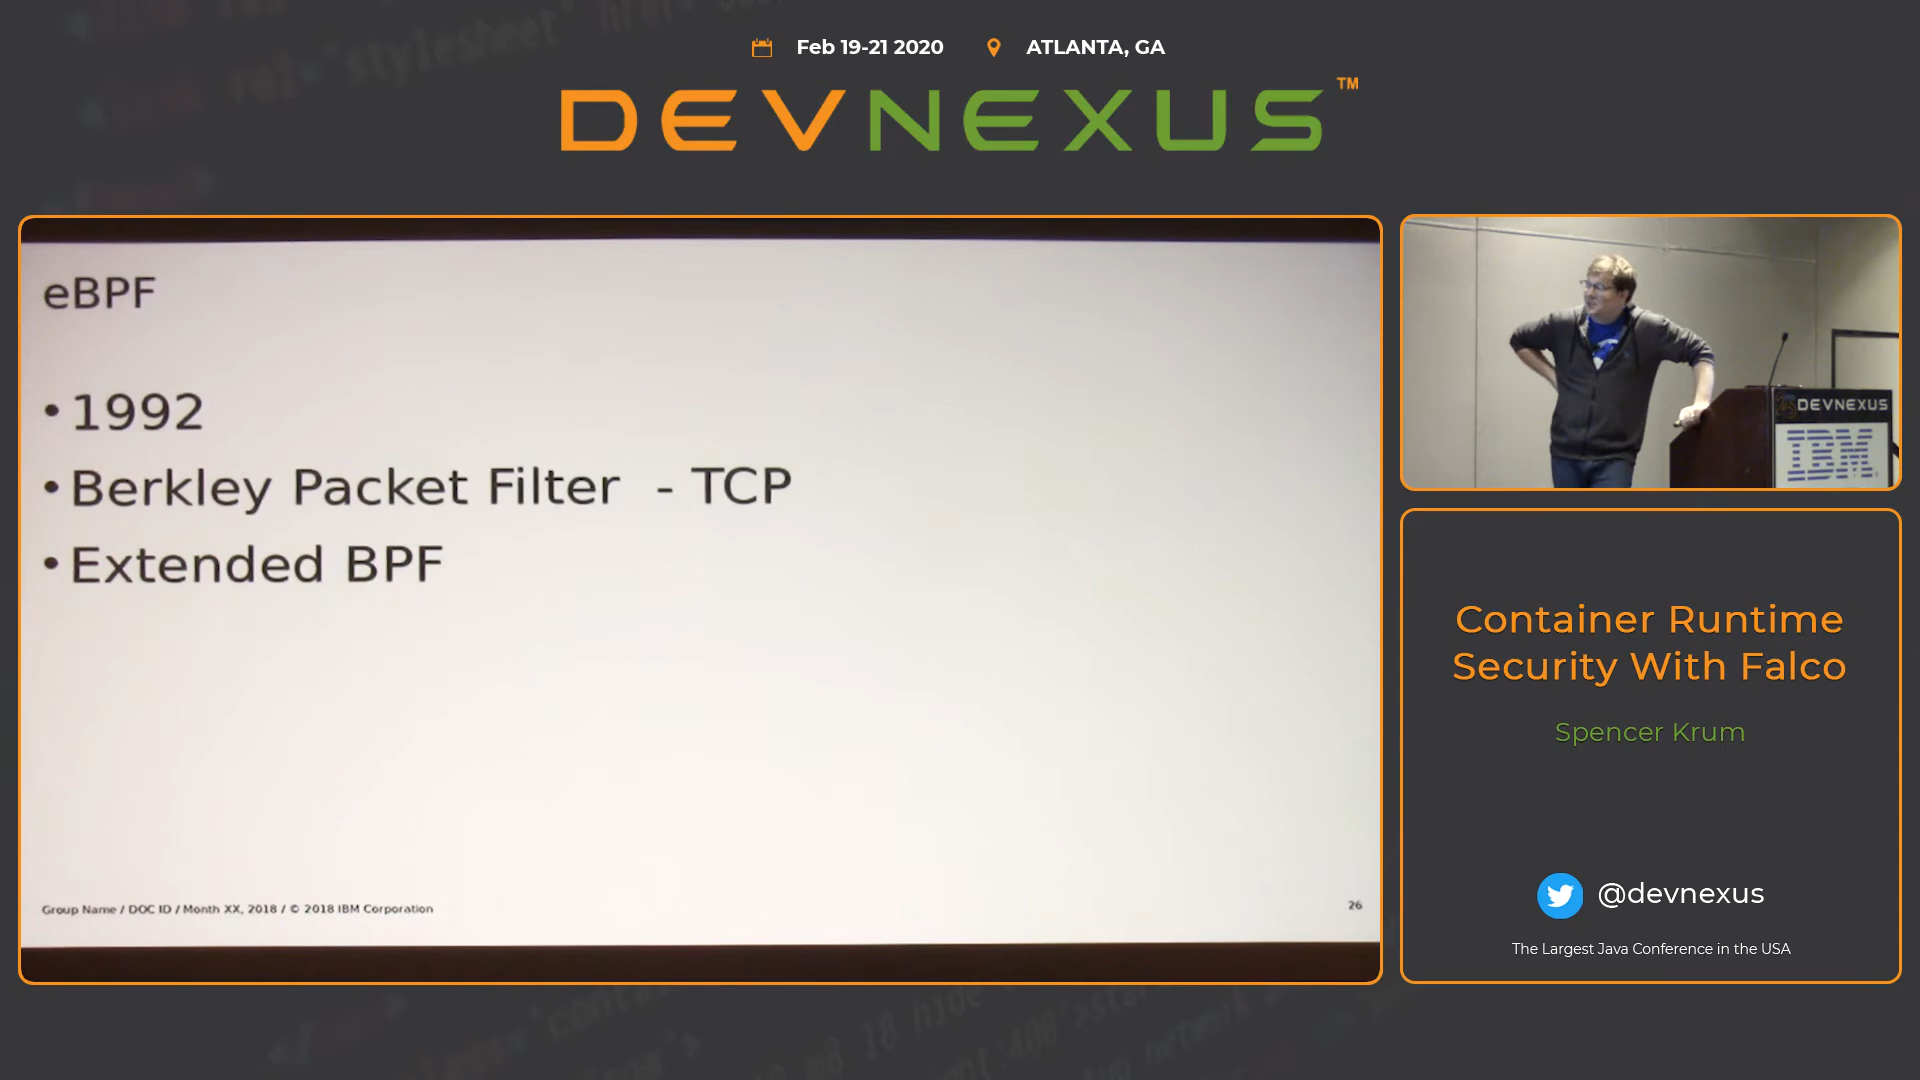 Feb 19-21 2020 ATLANTA, GA
DEVNEXUS™
eBPF
• 1992
• Berkley Packet Filter - TCP
• Extended BPF
Group Name / DOC ID / Month XX, 2018 / © 2018 IBM Corporation
26
DEVNEXUS
IBM
Container Runtime
Security With Falco
Spencer Krum
@devnexus
The Largest Java Conference in the USA